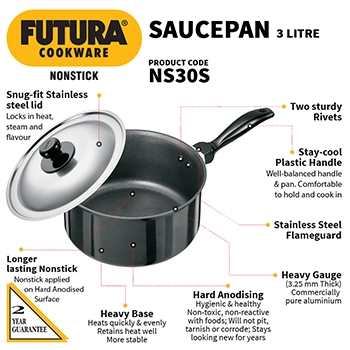 FUTURA®
COOKWARE
NONSTICK
SAUCEPAN 3 LITRE
PRODUCT CODE
NS30S
Snug-fit Stainless
steel lid
Locks in heat,
steam and
flavour
Two sturdy
Rivets
Stay-cool
Plastic Handle
Well-balanced handle
& pan. Comfortable
to hold and cook in
Stainless Steel
Flameguard
Longer
lasting Nonstick
Nonstick applied
on Hard Anodised
Surface
Heavy Gauge
(3.25 mm Thick)
Commercially
pure aluminium
Hard Anodising
Hygienic & healthy
Non-toxic, non-reactive
with foods; Will not pit,
tarnish or corrode; Stays
looking new for years
Heavy Base
Heats quickly & evenly
Retains heat well
More stable
2
YEAR
GUARANTEE